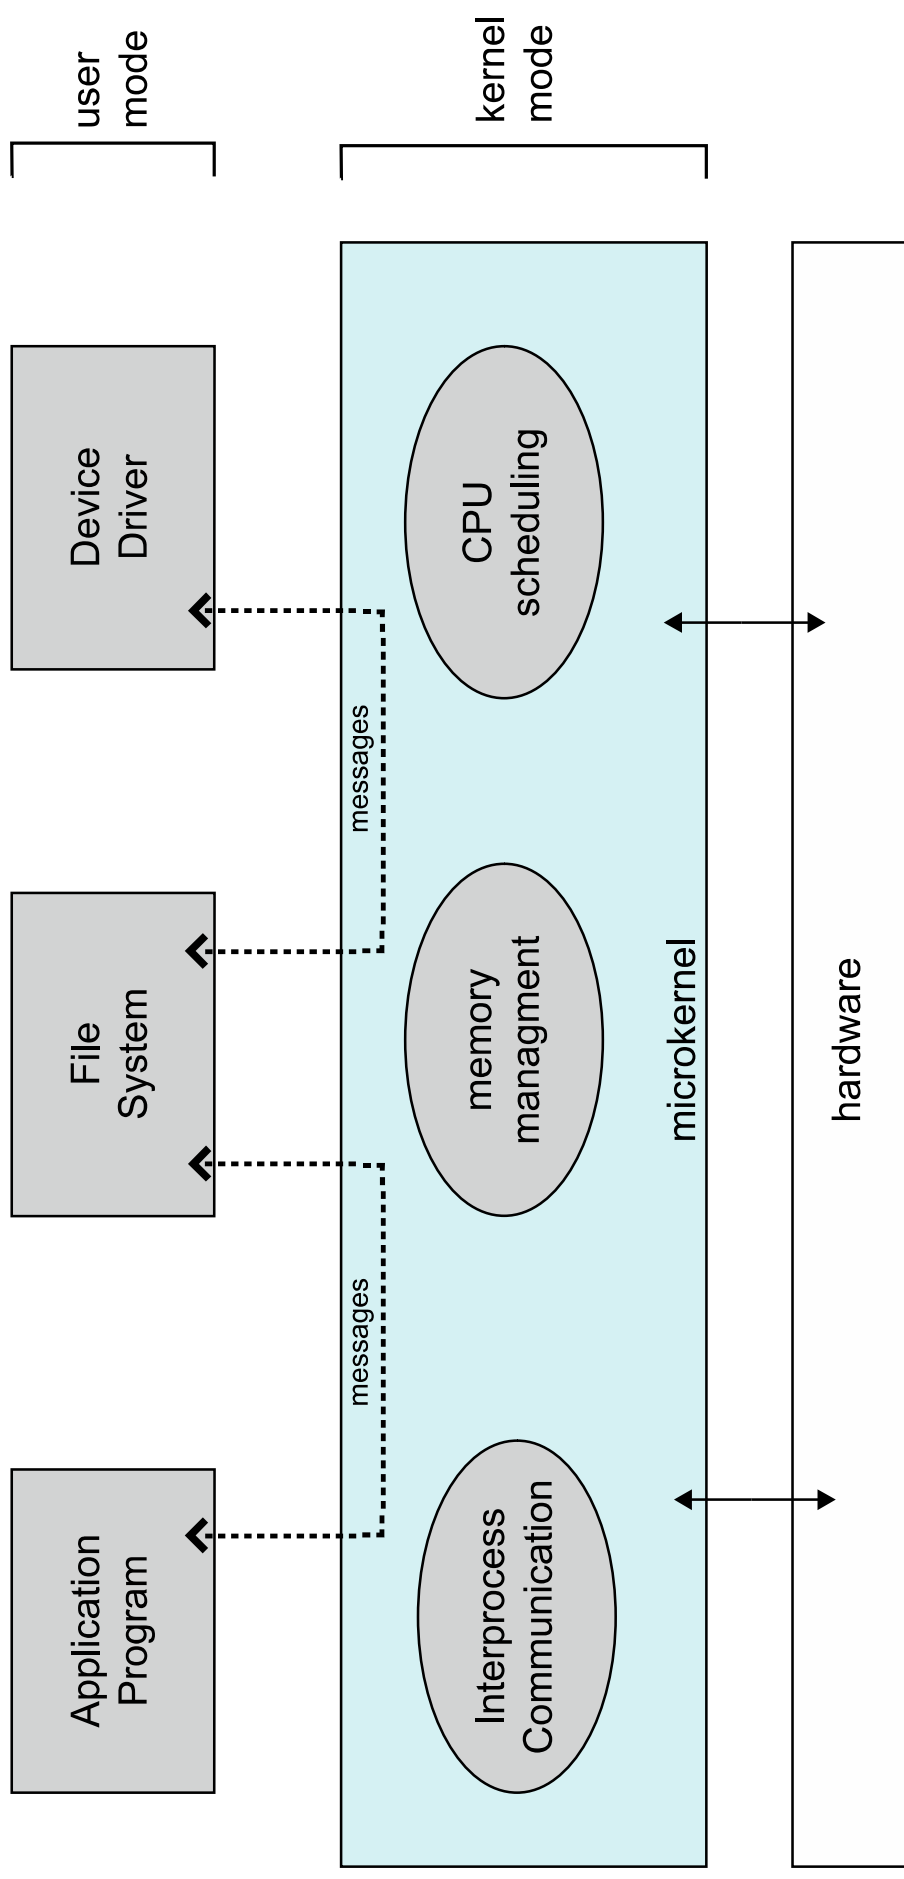 Application
Program
File
System
Device
Driver
user
mode
messages
messages
Interprocess
Communication
memory
managment
CPU
scheduling
kernel
mode
microkernel
hardware